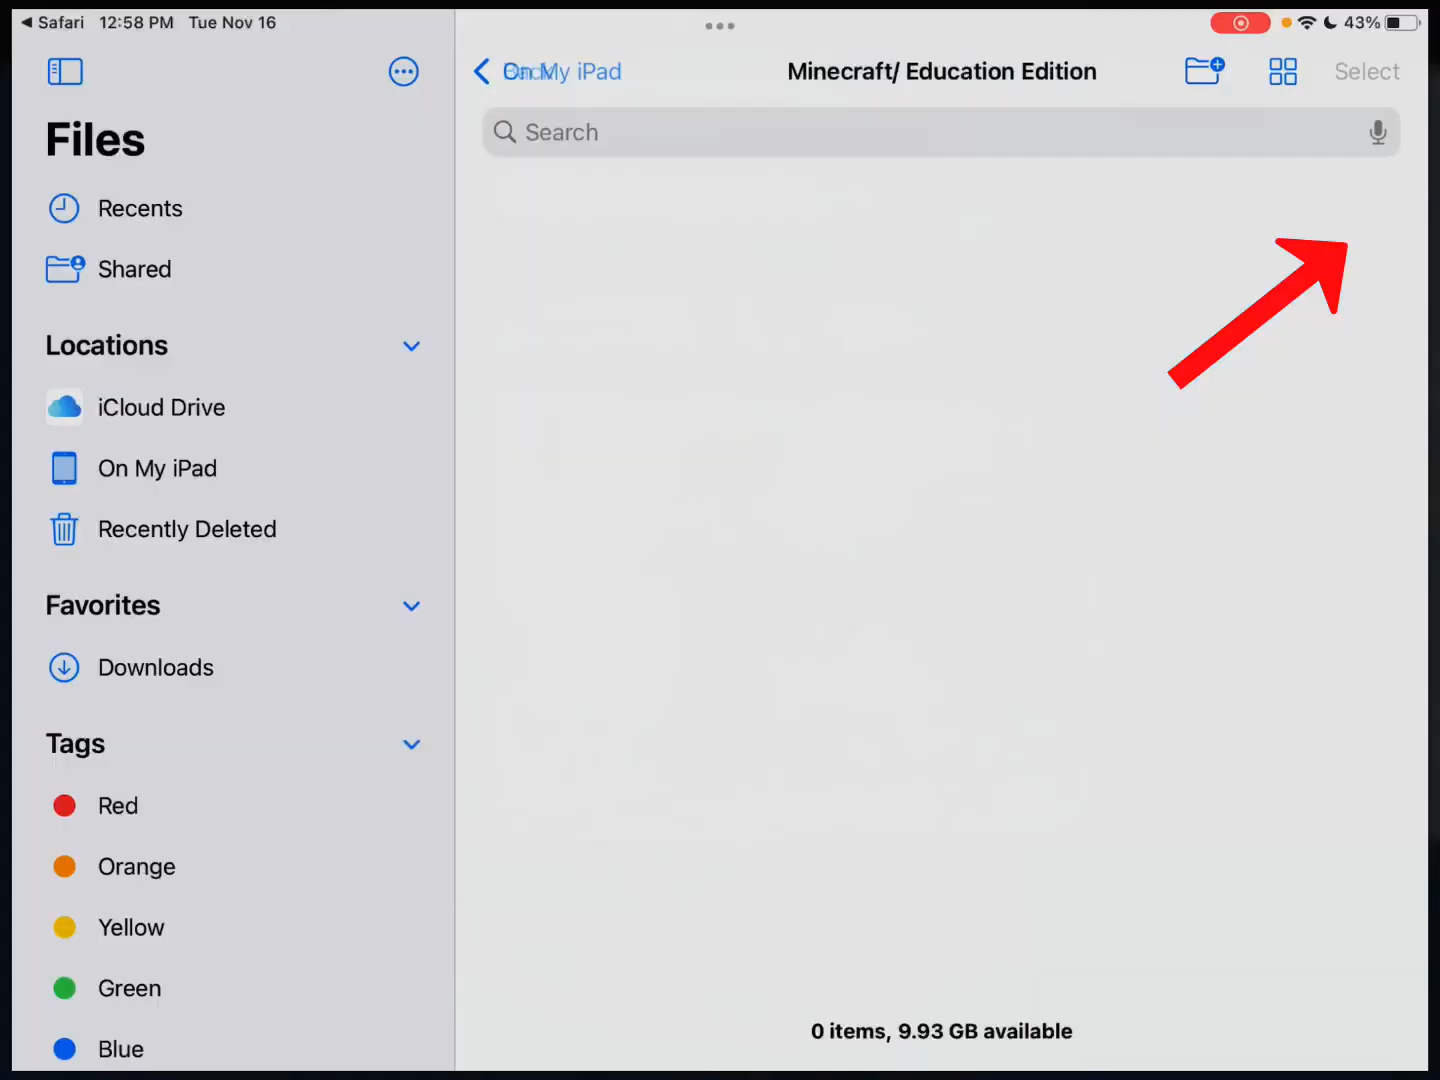 Safari 12:58 PM Tue Nov 16
43%
Files
Recents
Shared
Locations
iCloud Drive
On My iPad
Recently Deleted
Favorites
Downloads
Tags
Red
Orange
Yellow
Green
Blue
On My iPad
Minecraft/ Education Edition
Select
Search
0 items, 9.93 GB available